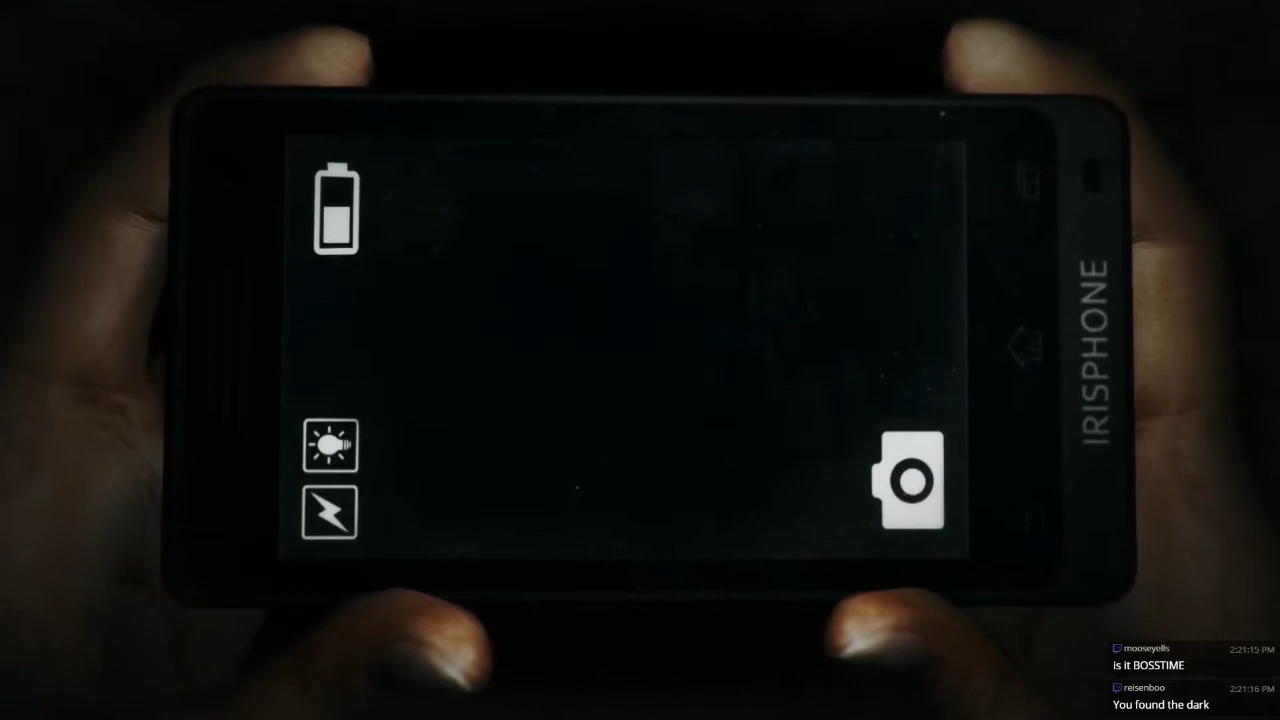 IRISPHONE
mooseyells 2:21:15 PM
is it BOSSTIME
reisenboo 2:21:16 PM
You found the dark